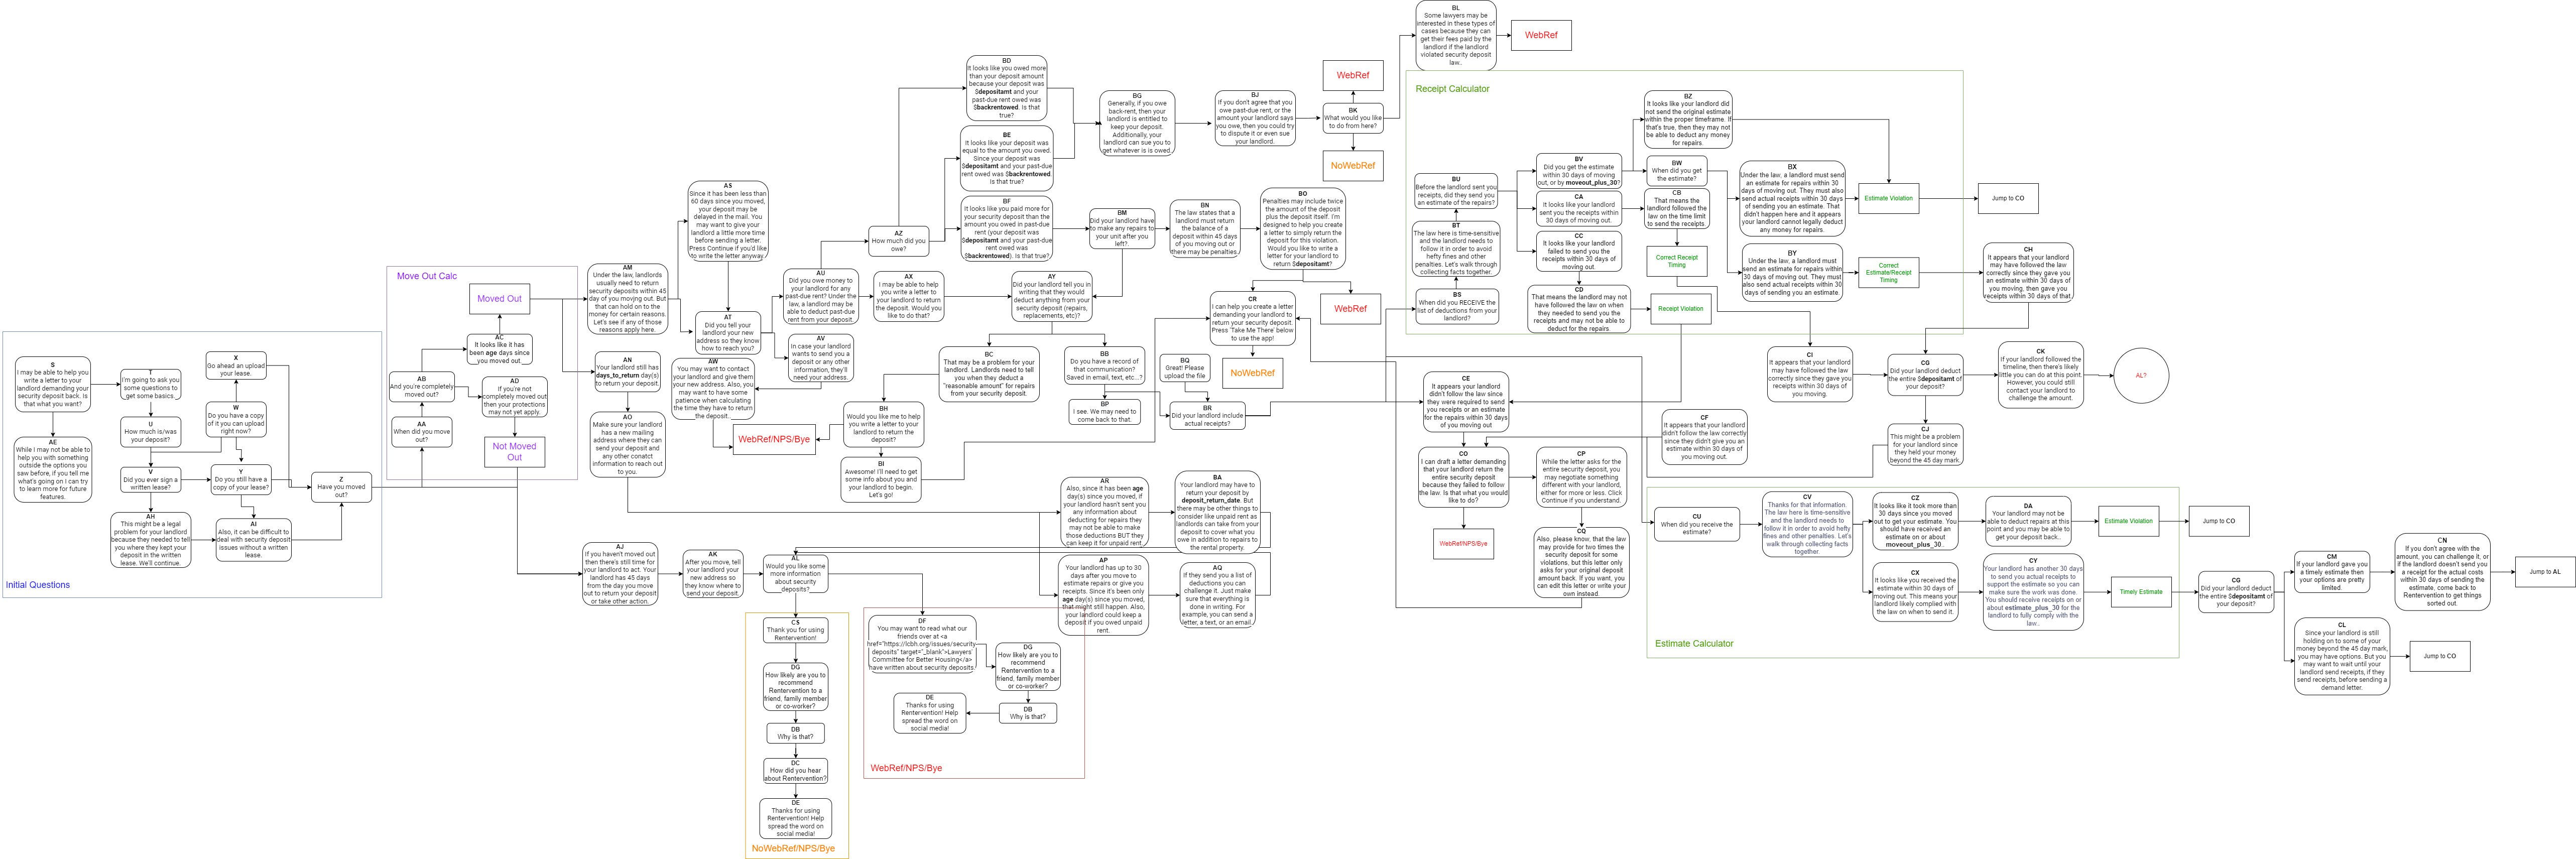 Initial Questions
S
I may be able to help you
write a letter to your
landlord demanding your
security deposit back. Is
that what you want?
AE
While I may not be able to
help you with something
outside the options you
saw before, if you tell me
what's going on I can try
to learn more for future
features.
T
I'm going to ask you
some questions to
get some basics.
U
How much is/was
your deposit?
V
Did you ever sign a
written lease?
AH
This might be a legal
problem for your landlord
because they needed to
tell you where they kept your
deposit in the written
lease. We'll continue.
X
Go ahead an upload
your lease.
W
Do you have a copy
of it you can upload
right now?
Y
Do you still have a
copy of your lease?
AI
Also, it can be difficult to
deal with security deposit
issues without a written
lease.
Z
Have you moved
out?
Move Out Calc
Moved Out
AC
It looks like it has
been age days since
you moved out.
AB
And you're completely
moved out?
AD
If you're not
completely moved out
then your protections
may not yet apply.
AA
When did you move
out?
Not Moved
Out
AM
Under the law, landlords
usually need to return
security deposits within 45
day of you moving out. But
that can hold on to the
money for certain reasons.
Let's see if any of those
reasons apply here.
AN
Your landlord still has
days_to_return day(s)
to return your deposit.
AO
Make sure your landlord
has a new mailing
address where they can
send your deposit and
any other conatct
information to reach out
to you.
AJ
If you haven't moved out
then there's still time for
your landlord to act. Your
landlord has 45 days
from the day you move
out to return your deposit
or take other action.
AK
After you move, tell
your landlord your
new address so
they know where to
send your deposit.
AL
Would you like some
more information
about security
deposits?
AS
Since it has been less than
60 days since you moved,
your deposit may be
delayed in the mail. You
may want to give your
landlord a little more time
before sending a letter.
Press Continue if you'd like
to write the letter anyway.
AT
Did you tell your
landlord your new
address so they know
how to reach you?
AW
You may want to contact
your landlord and give them
your new address. Also, you
may want to have some
patience when calculating
the time they have to return
the deposit.
WebRef/NPS/Bye
AU
Did you owe money to
your landlord for any
past-due rent? Under the
law, a landlord may be
able to deduct past-due
rent from your deposit.
AV
In case your landlord
wants to send you a
deposit or any other
information, they'll
need your address.
AX
I may be able to help
you write a letter to
your landlord to return
the deposit. Would you
like to do that?
AZ
How much did you
owe?
BD
It looks like you owed more
than your deposit amount
because your deposit was
$depositamt and your
past-due rent owed was
$backrentowed. Is that
true?
BE
It looks like your deposit was
equal to the amount you owed.
Since your deposit was
$depositamt and your past-due
rent owed was $backrentowed.
is that true?
BF
It looks like you paid more for
your security deposit than the
amount you owed in past-due
rent (your deposit was
$depositamt and your past-due
rent owed was
$backrentowed). Is that true?
AY
Did your landlord tell you in
writing that they would
deduct anything from your
security deposit (repairs,
replacements, etc)?
BC
That may be a problem for your
landlord. Landlords need to tell
you when they deduct a
"reasonable amount" for repairs
from your security deposit.
BH
Would you like me to help
you write a letter to your
landlord to return the
deposit?
BI
Awesome! I'll need to get
some info about you and
your landlord to begin.
Let's go!
BB
Do you have a record of
that communication?
Saved in email, text, etc...?
BP
I see. We may need to
come back to that.
BG
Generally, if you owe
back-rent, then your
landlord is entitled to
keep your deposit.
Additionally, your
landlord can sue you to
get whatever is is owed.
BJ
If you don't agree that you
owe past-due rent, or the
amount your landlord says
you owe, then you could try
to dispute it or even sue
your landlord.
WebRef
BK
What would you like
to do from here?
NoWebRef
BL
Some lawyers may be
interested in these types of
cases because they can
get their fees paid by the
landlord if the landlord
violated security deposit
law..
WebRef
BM
Did your landlord have
to make any repairs to
your unit after you
left?.
BN
The law states that a
landlord must return
the balance of a
deposit within 45 days
of you moving out or
there may be penalties.
BO
Penalties may include twice
the amount of the deposit
plus the deposit itself. I'm
designed to help you create
a letter to simply return the
deposit for this violation.
Would you like to write a
letter for your landlord to
return $depositamt?
WebRef
CR
I can help you create a letter
demanding your landlord to
return your security deposit.
Press 'Take Me There' below
to use the app!
NoWebRef
BQ
Great! Please
upload the file
BR
Did your landlord include
actual receipts?
AR
Also, since it has been age
day(s) since you moved, if
your landlord hasn't sent you
any information about
deducting for repairs they
may not be able to make
those deductions BUT they
can keep it for unpaid rent.
BA
Your landlord may have to
return your deposit by
deposit_return_date. But
there may be other things to
consider like unpaid rent as
landlords can take from your
deposit to cover what you
owe in addition to repairs to
the rental property.
AP
Your landlord has up to 30
days after you move to
estimate repairs or give you
receipts. Since it's been only
age day(s) since you moved,
that might still happen. Also,
your landlord could keep a
deposit if you owed unpaid
rent.
AQ
If they send you a list of
deductions you can
challenge it. Just make
sure that everything is
done in writing. For
example, you can send a
letter, a text, or an email.
CS
Thank you for using
Rentervention!
DG
How likely are you to
recommend
Rentervention to a
friend, family member
or co-worker?
DB
Why is that?
DC
How did you hear
about Rentervention?
DE
Thanks for using
Rentervention! Help
spread the word on
social media!
NoWebRef/NPS/Bye
DF
You may want to read what our
friends over at <a
href="https://lcbh.org/issues/security-
deposits" target="_blank">Lawyers'
Committee for Better Housing</a>
have written about security deposits.
DG
How likely are you to
recommend
Rentervention to a
friend, family member
or co-worker?
DE
Thanks for using
Rentervention! Help
spread the word on
social media!
DB
Why is that?
WebRef/NPS/Bye
Receipt Calculator
BU
Before the landlord sent you
receipts, did they send you
an estimate of the repairs?
BT
The law here is time-sensitive
and the landlord needs to
follow it in order to avoid
hefty fines and other
penalties. Let's walk through
collecting facts together.
BS
When did you RECEIVE the
list of deductions from your
landlord?
BV
Did you get the estimate
within 30 days of moving
out, or by moveout_plus_30?
CA
It looks like your landlord
sent you the receipts within
30 days of moving out.
CC
It looks like your landlord
failed to send you the
receipts within 30 days of
moving out.
CD
That means the landlord may not
have followed the law on when
they needed to send you the
receipts and may not be able to
deduct for the repairs.
BZ
It looks like your landlord did
not send the original estimate
within the proper timeframe. If
that's true, then they may not
be able to deduct any money
for repairs.
BW
When did you get
the estimate?
CB
That means the
landlord followed the
law on the time limit
to send the receipts.
Correct Receipt
Timing
Receipt Violation
BX
Under the law, a landlord must send
an estimate for repairs within 30
days of moving out. They must also
send actual receipts within 30 days
of sending you an estimate. That
didn't happen here and it appears
your landlord cannot legally deduct
any money for repairs.
BY
Under the law, a landlord must
send an estimate for repairs within
30 days of moving out. They must
also send actual receipts within 30
days of sending you an estimate.
Estimate Violation
Correct
Estimate/Receipt
Timing
Jump to CO
CH
It appears that your landlord
may have followed the law
correctly since they gave you
an estimate within 30 days of
you moving, then gave you
receipts within 30 days of that.
CI
It appears that your landlord
may have followed the law
correctly since they gave you
receipts within 30 days of
you moving.
CG
Did your landlord deduct
the entire $depositamt of
your deposit?
CK
If your landlord followed the
timeline, then there's likely
little you can do at this point.
However, you could still
contact your landlord to
challenge the amount.
AL?
CJ
This might be a problem
for your landlord since
they held your money
beyond the 45 day mark.
CE
It appears your landlord
didn't follow the law since
they were required to send
you receipts or an estimate
for the repairs within 30 days
of you moving out
CF
It appears that your landlord
didn't follow the law correctly
since they didn't give you an
estimate within 30 days of
you moving out.
CO
I can draft a letter demanding
that your landlord return the
entire security deposit
because they failed to follow
the law. Is that what you
would like to do?
WebRef/NPS/Bye
CP
While the letter asks for the
entire security deposit, you
may negotiate something
different with your landlord,
either for more or less. Click
Continue if you understand.
CQ
Also, please know, that the law
may provide for two times the
security deposit for some
violations, but this letter only
asks for your original deposit
amount back. If you want, you
can edit this letter or write your
own instead.
CU
When did you receive the
estimate?
CV
Thanks for that information.
The law here is time-sensitive
and the landlord needs to
follow it in order to avoid hefty
fines and other penalties. Let's
walk through collecting facts
together.
CZ
It looks like it took more than
30 days since you moved
out to get your estimate. You
should have received an
estimate on or about
moveout_plus_30..
CX
It looks like you received the
estimate within 30 days of
moving out. This means your
landlord likely complied with
the law on when to send it.
DA
Your landlord may not be
able to deduct repairs at this
point and you may be able to
get your deposit back..
CY
Your landlord has another 30 days
to send you actual receipts to
support the estimate so you can
make sure the work was done.
You should receive receipts on or
about estimate_plus_30 for the
landlord to fully comply with the
law..
Estimate Violation
Timely Estimate
Jump to CO
Estimate Calculator
CG
Did your landlord deduct
the entire $depositamt of
your deposit?
CM
If your landlord gave you
a timely estimate then
your options are pretty
limited.
CN
If you don't agree with the
amount, you can challenge it, or
if the landlord doesn't send you
a receipt for the actual costs
within 30 days of sending the
estimate, come back to
Rentervention to get things
sorted out.
Jump to AL
CL
Since your landlord is still
holding on to some of your
money beyond the 45 day mark,
you may have options. But you
may want to wait until your
landlord send receipts, if they
send receipts, before sending a
demand letter.
Jump to CO